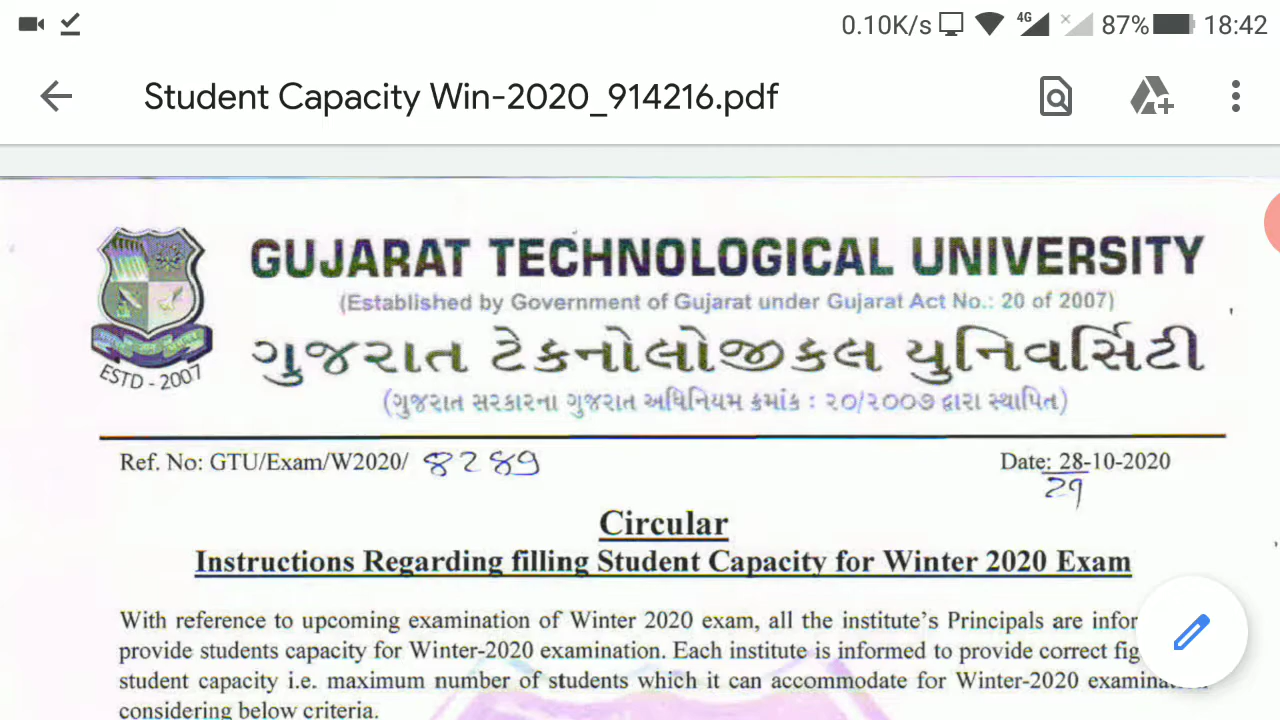 0.10K/s 4G 87% 18:42
Student Capacity Win-2020_914216.pdf
GUJARAT TECHNOLOGICAL UNIVERSITY
(Established by Government of Gujarat under Gujarat Act No.: 20 of 2007)
ગુજરાત ટેકનોલોજીકલ યુનિવર્સિટી
(ગુજરાત સરકારના ગુજરાત અધિનિયમ ક્રમાંક : ૨૦/૨૦૦૭ દ્વારા સ્થાપિત)
ESTD - 2007
Ref. No: GTU/Exam/W2020/ 8289 Date: 28-10-2020
29
Circular
Instructions Regarding filling Student Capacity for Winter 2020 Exam
With reference to upcoming examination of Winter 2020 exam, all the institute's Principals are infor
provide students capacity for Winter-2020 examination. Each institute is informed to provide correct fig
student capacity i.e. maximum number of students which it can accommodate for Winter-2020 examina
considering below criteria.